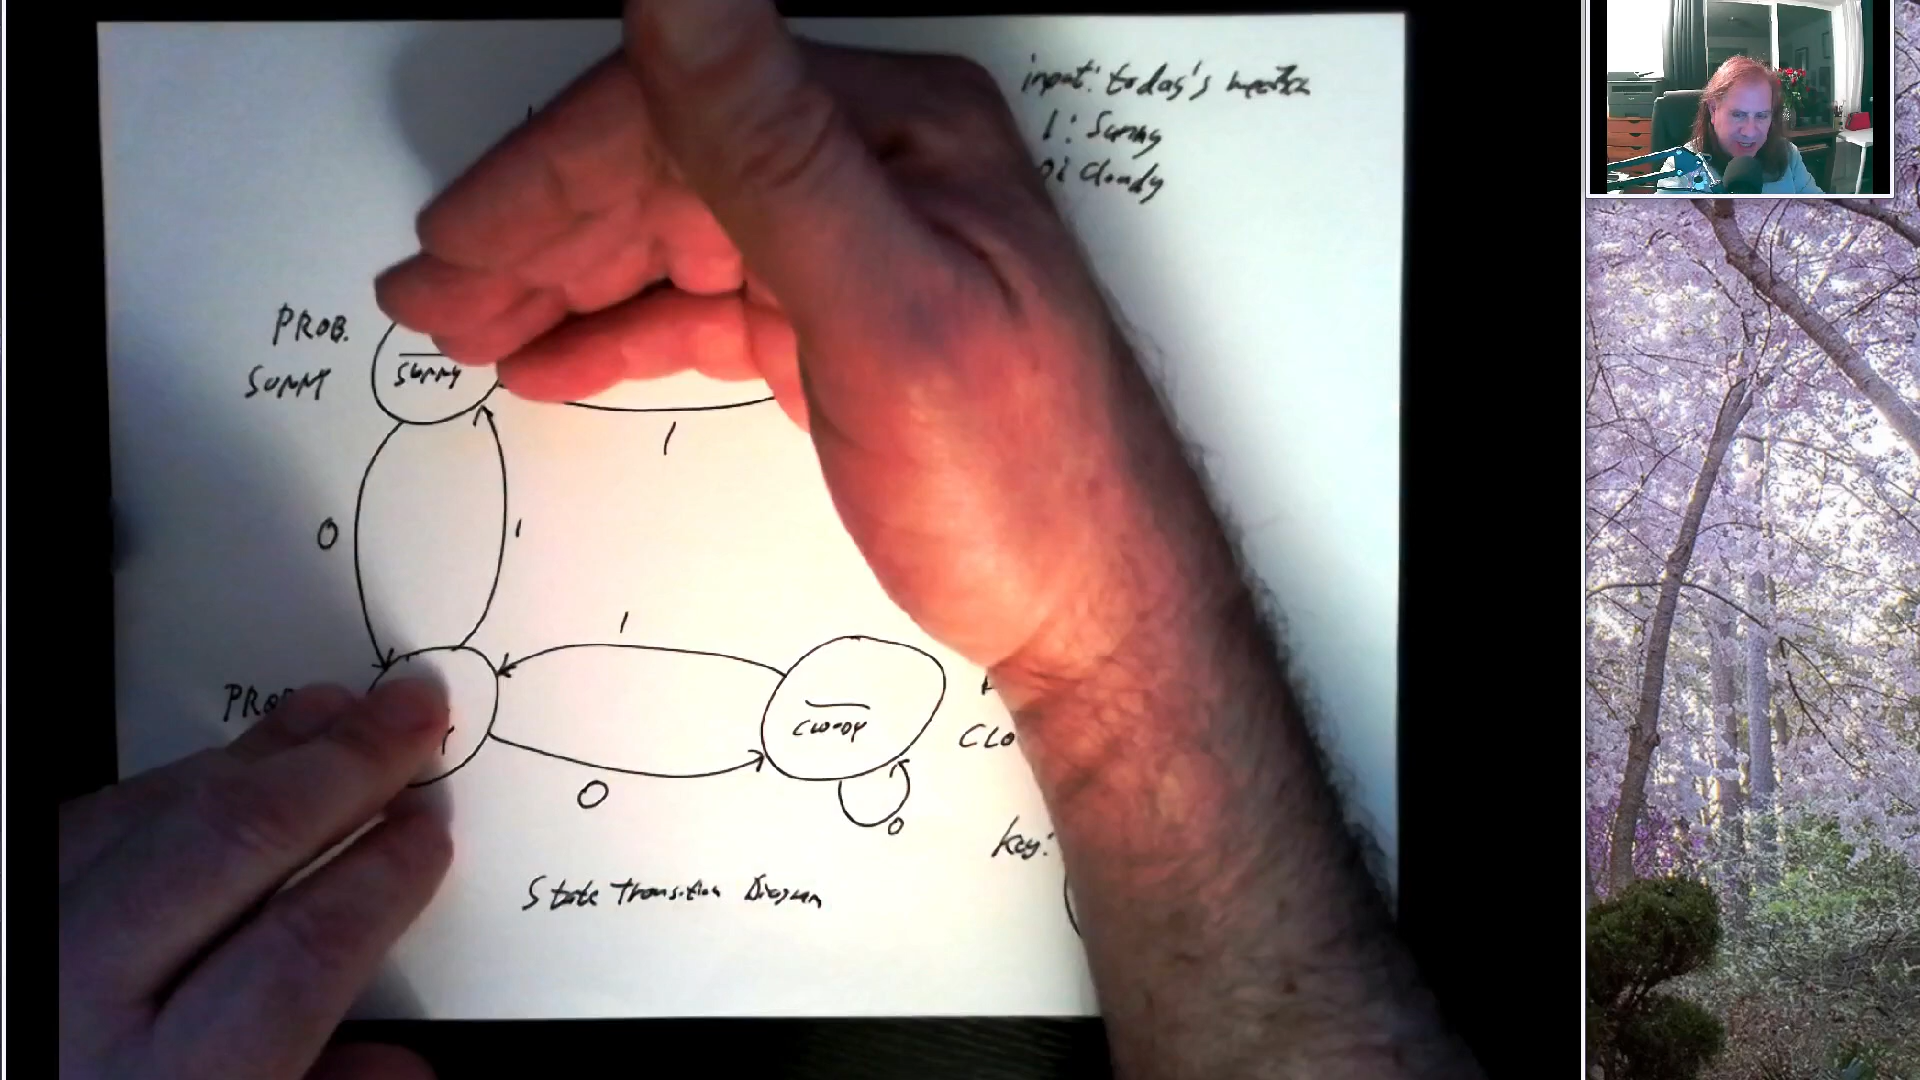 input: today's weather
1: Sunny
0: Cloudy
PROB.
SUNNY
SUNNY
1
0
1
1
PROB
CLOUDY
CLO
0
0
key:
State Transition Diagram